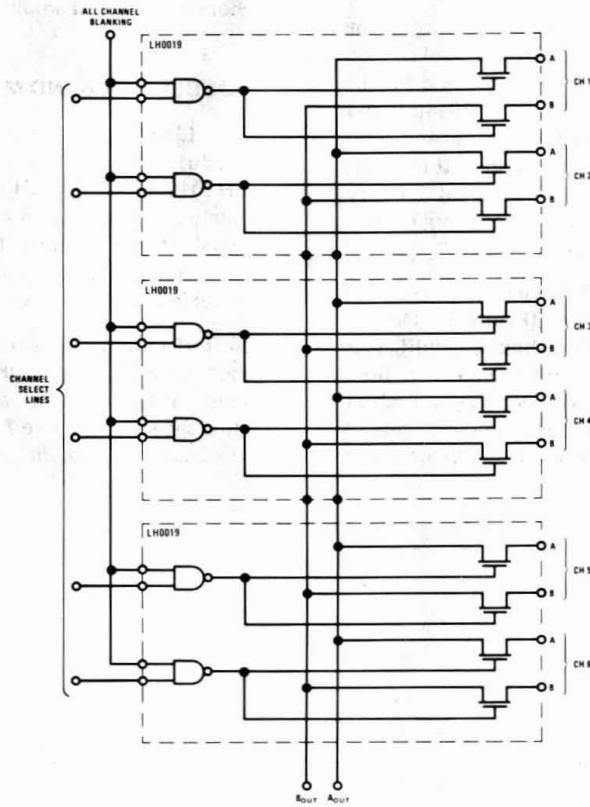 ALL CHANNEL
BLANKING
LH0019
A
CH 1
B
A
CH 2
B
LH0019
A
CH 3
B
CHANNEL
SELECT
LINES
A
CH 4
B
LH0019
A
CH 5
B
A
CH 6
B
BOUT
AOUT